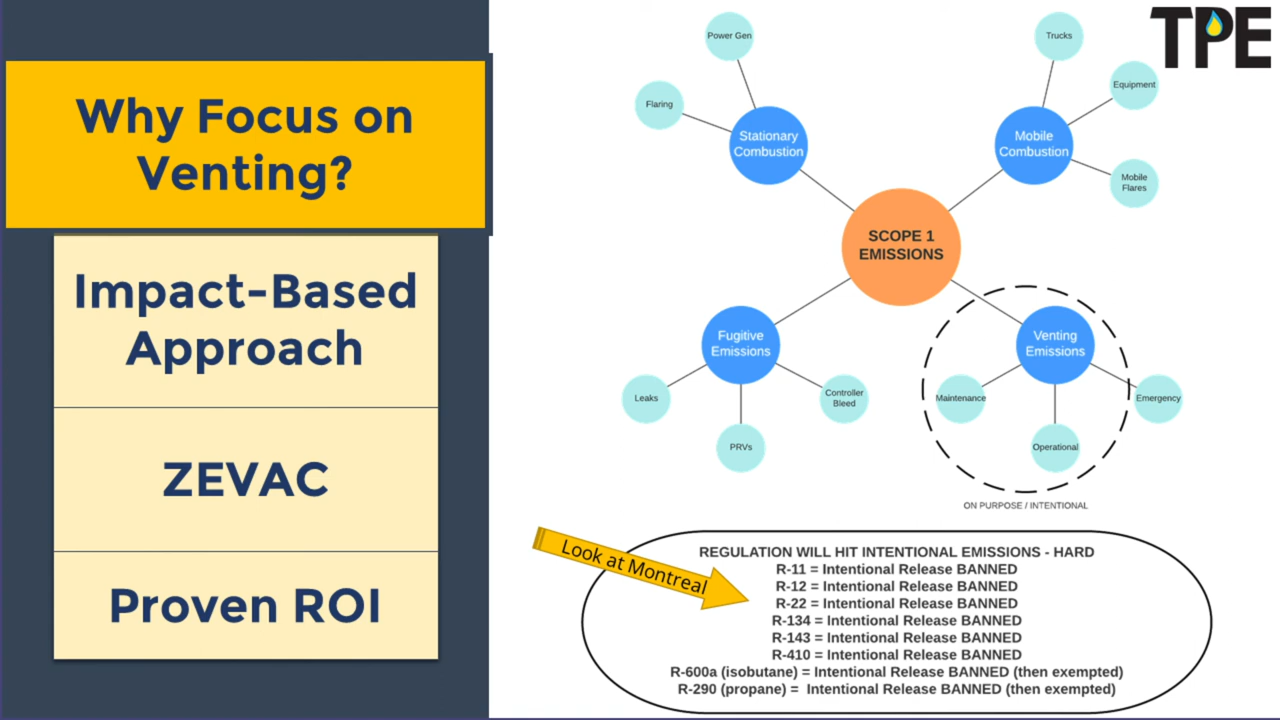 Why Focus on
Venting?
Impact-Based
Approach
ZEVAC
Proven ROI
TPE
Power Gen
Flaring
Stationary
Combustion
Trucks
Equipment
Mobile
Combustion
Mobile
Flares
SCOPE 1
EMISSIONS
Fugitive
Emissions
Leaks
PRVs
Controller
Bleed
Venting
Emissions
Maintenance
Operational
Emergency
ON PURPOSE / INTENTIONAL
Look at Montreal
REGULATION WILL HIT INTENTIONAL EMISSIONS - HARD
R-11 = Intentional Release BANNED
R-12 = Intentional Release BANNED
R-22 = Intentional Release BANNED
R-134 = Intentional Release BANNED
R-143 = Intentional Release BANNED
R-410 = Intentional Release BANNED
R-600a (isobutane) = Intentional Release BANNED (then exempted)
R-290 (propane) = Intentional Release BANNED (then exempted)